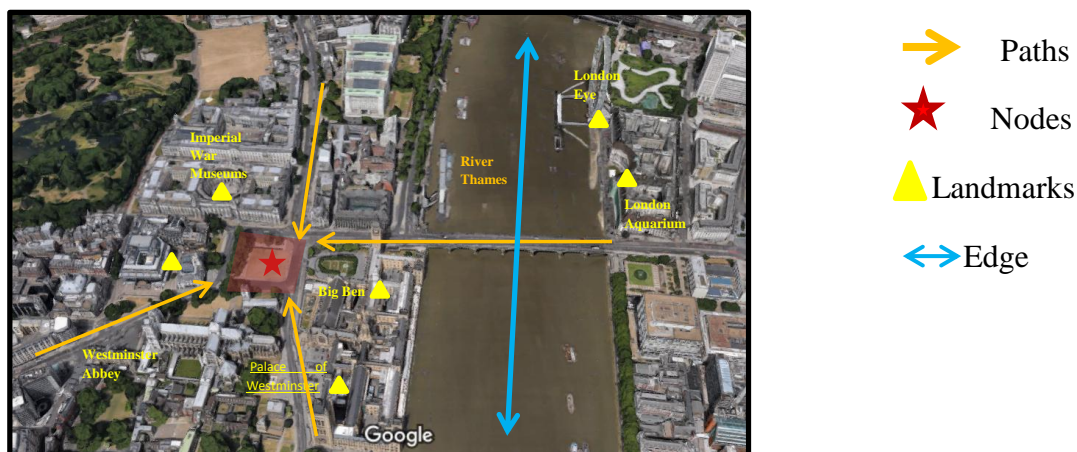 London
Eye
Imperial
War
Museums
River
Thames
London
Aquarium
Big Ben
Westminster
Abbey
Palace of
Westminster
Google
Paths
Nodes
Landmarks
Edge